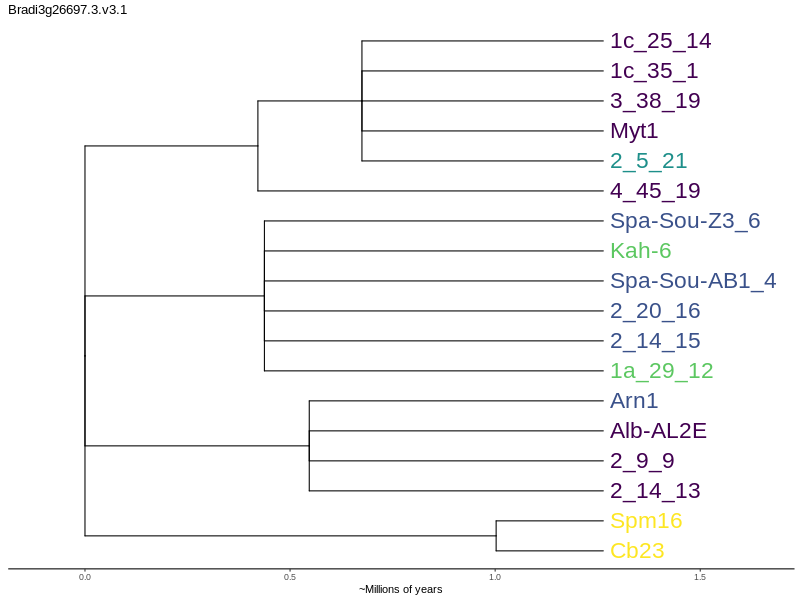 Bradi3g26697.3.v3.1
1c_25_14
1c_35_1
3_38_19
Myt1
2_5_21
4_45_19
Spa-Sou-Z3_6
Kah-6
Spa-Sou-AB1_4
2_20_16
2_14_15
1a_29_12
Arn1
Alb-AL2E
2_9_9
2_14_13
Spm16
Cb23
0.0 0.5 1.0 1.5
~Millions of years